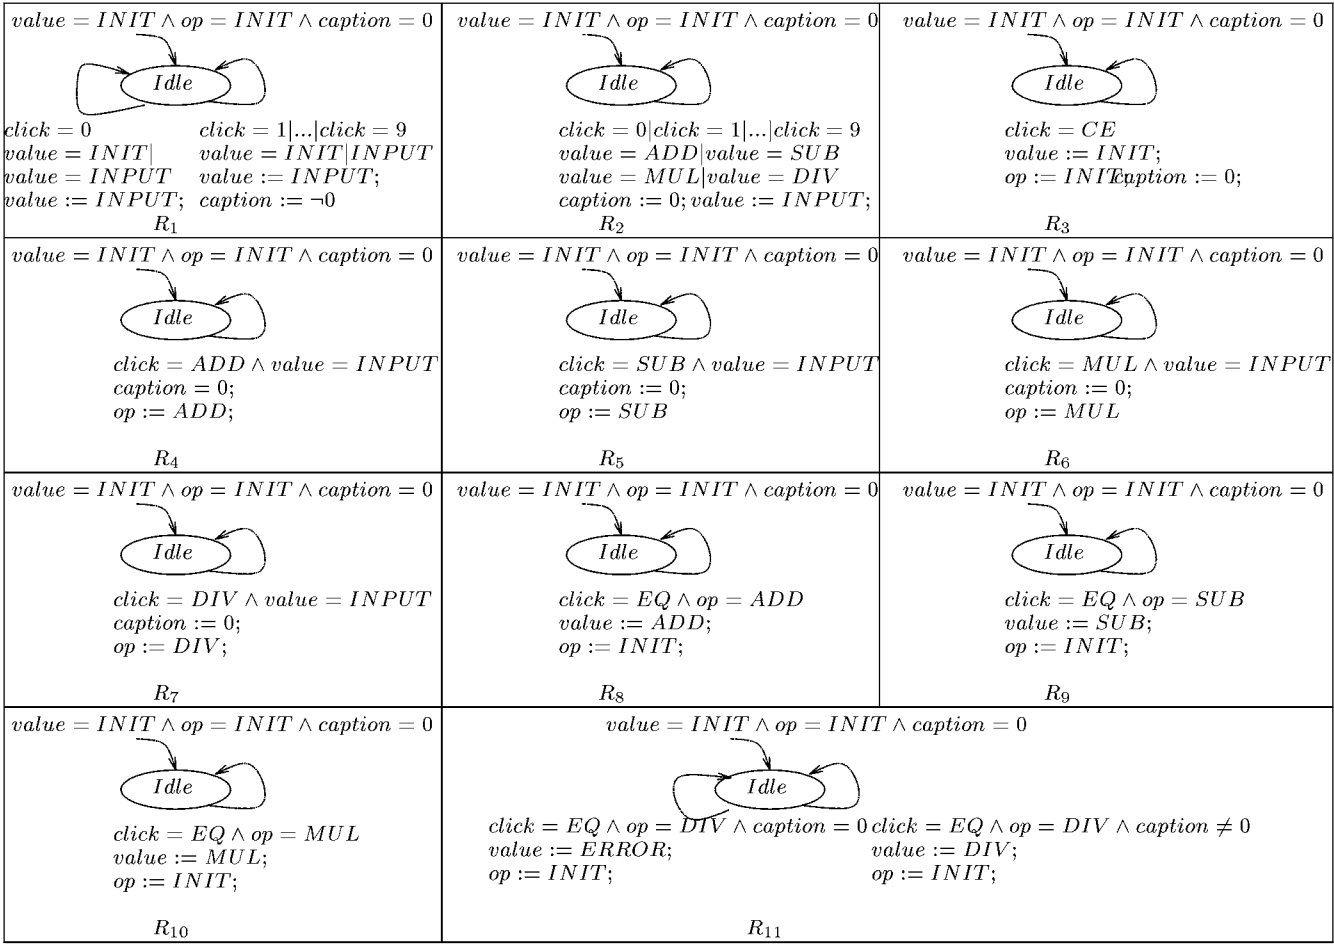 value = INIT ∧ op = INIT ∧ caption = 0
Idle
click = 0
value = INIT|
value = INPUT
value := INPUT;
click = 1|...|click = 9
value = INIT|INPUT
value := INPUT;
caption := ¬0
R1
value = INIT ∧ op = INIT ∧ caption = 0
Idle
click = 0|click = 1|...|click = 9
value = ADD|value = SUB
value = MUL|value = DIV
caption := 0; value := INPUT;
R2
value = INIT ∧ op = INIT ∧ caption = 0
Idle
click = CE
value := INIT;
op := INIT; caption := 0;
R3
value = INIT ∧ op = INIT ∧ caption = 0
Idle
click = ADD ∧ value = INPUT
caption = 0;
op := ADD;
R4
value = INIT ∧ op = INIT ∧ caption = 0
Idle
click = SUB ∧ value = INPUT
caption := 0;
op := SUB
R5
value = INIT ∧ op = INIT ∧ caption = 0
Idle
click = MUL ∧ value = INPUT
caption := 0;
op := MUL
R6
value = INIT ∧ op = INIT ∧ caption = 0
Idle
click = DIV ∧ value = INPUT
caption := 0;
op := DIV;
R7
value = INIT ∧ op = INIT ∧ caption = 0
Idle
click = EQ ∧ op = ADD
value := ADD;
op := INIT;
R8
value = INIT ∧ op = INIT ∧ caption = 0
Idle
click = EQ ∧ op = SUB
value := SUB;
op := INIT;
R9
value = INIT ∧ op = INIT ∧ caption = 0
Idle
click = EQ ∧ op = MUL
value := MUL;
op := INIT;
R10
value = INIT ∧ op = INIT ∧ caption = 0
Idle
click = EQ ∧ op = DIV ∧ caption = 0
value := ERROR;
op := INIT;
click = EQ ∧ op = DIV ∧ caption ≠ 0
value := DIV;
op := INIT;
R11